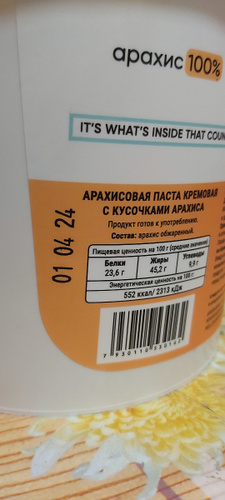 арахис 100%
IT'S WHAT'S INSIDE THAT COUN
АРАХИСОВАЯ ПАСТА КРЕМОВАЯ
С КУСОЧКАМИ АРАХИСА
Продукт готов к употреблению.
Состав: арахис обжаренный.
Пищевая ценность на 100 г (средние значения)
Белки Жиры Углеводы
23,6 г 45,2 г 9,9 г
Энергетическая ценность на 100 г
552 ккал/ 2313 кДж
01 04 24